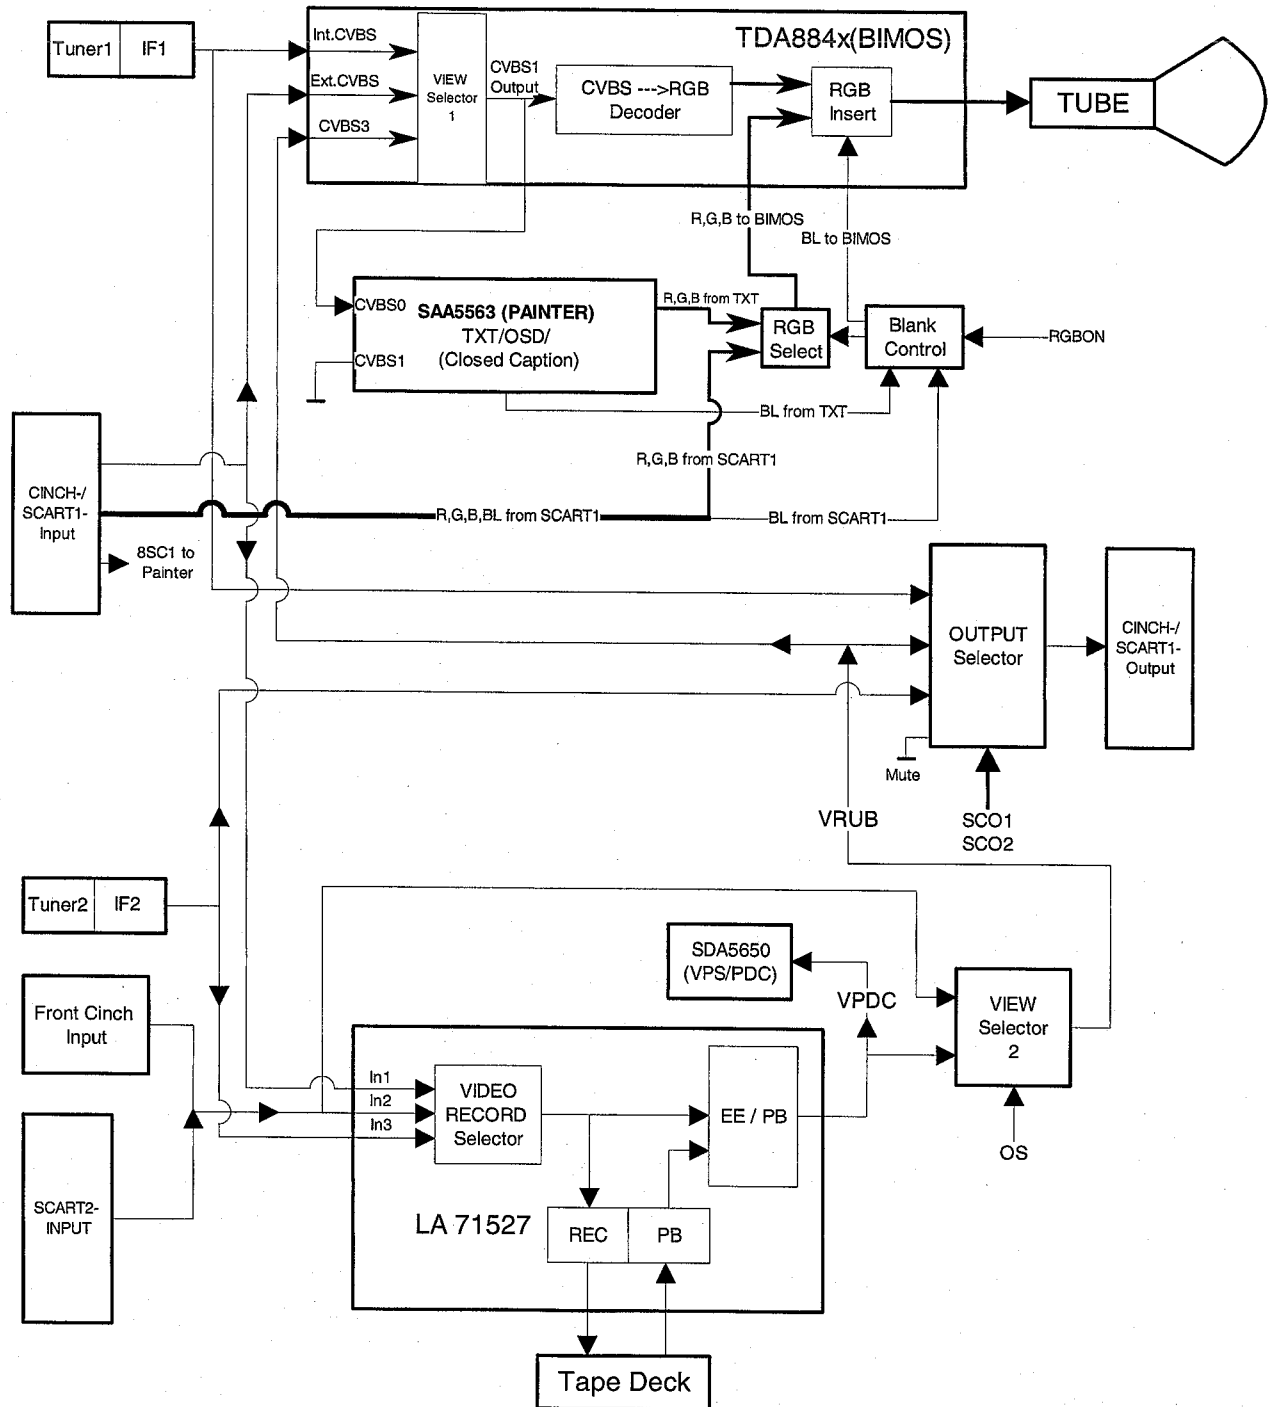 TDA884x(BIMOS)
Tuner1
IF1
Int.CVBS
Ext.CVBS
CVBS3
VIEW
Selector
1
CVBS1
Output
CVBS --->RGB
Decoder
RGB
Insert
TUBE
R,G,B to BIMOS
BL to BIMOS
CVBS0
CVBS1
SAA5563 (PAINTER)
TXT/OSD/
(Closed Caption)
R,G,B from TXT
RGB
Select
Blank
Control
RGBON
BL from TXT
R,G,B from SCART1
CINCH-/
SCART1-
Input
R,G,B,BL from SCART1
BL from SCART1
8SC1 to
Painter
OUTPUT
Selector
CINCH-/
SCART1-
Output
Mute
SCO1
SCO2
VRUB
Tuner2
IF2
SDA5650
(VPS/PDC)
VPDC
VIEW
Selector
2
OS
Front Cinch
Input
In1
In2
In3
VIDEO
RECORD
Selector
EE / PB
SCART2-
INPUT
LA 71527
REC
PB
Tape Deck